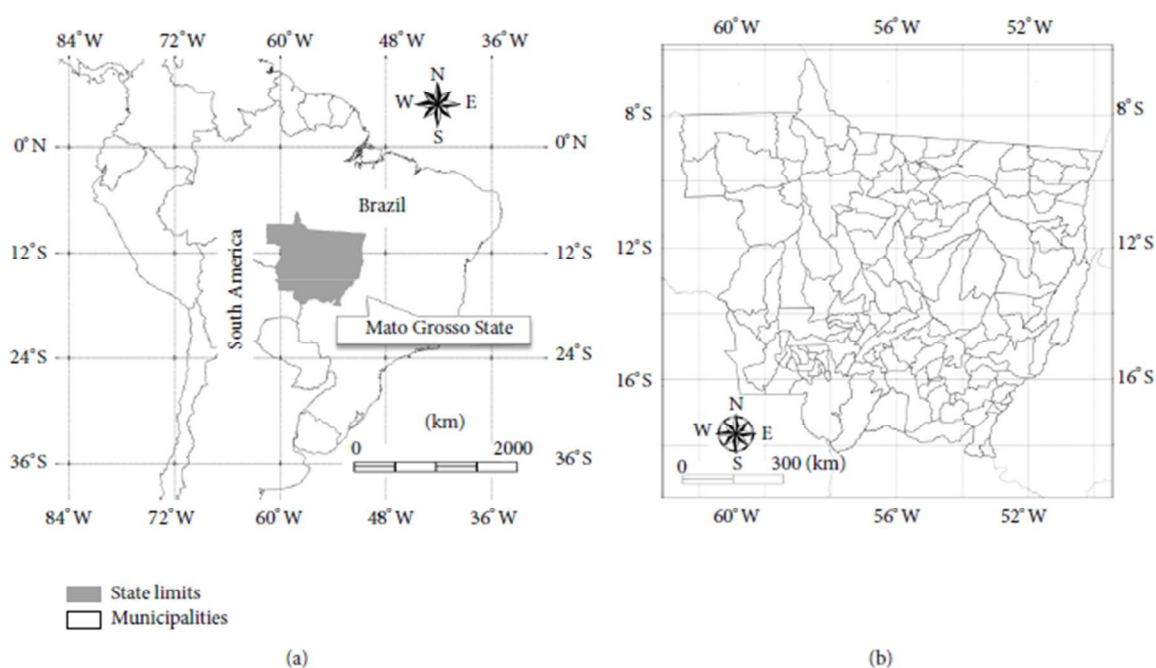 84°W 72°W 60°W 48°W 36°W
N
W E
S
0°N 0°N
Brazil
12°S 12°S
South America
Mato Grosso State
24°S 24°S
(km)
0 2000
36°S 36°S
84°W 72°W 60°W 48°W 36°W
State limits
Municipalities
(a)
60°W 56°W 52°W
8°S 8°S
12°S 12°S
16°S 16°S
N
W E
S
0 300 (km)
60°W 56°W 52°W
(b)